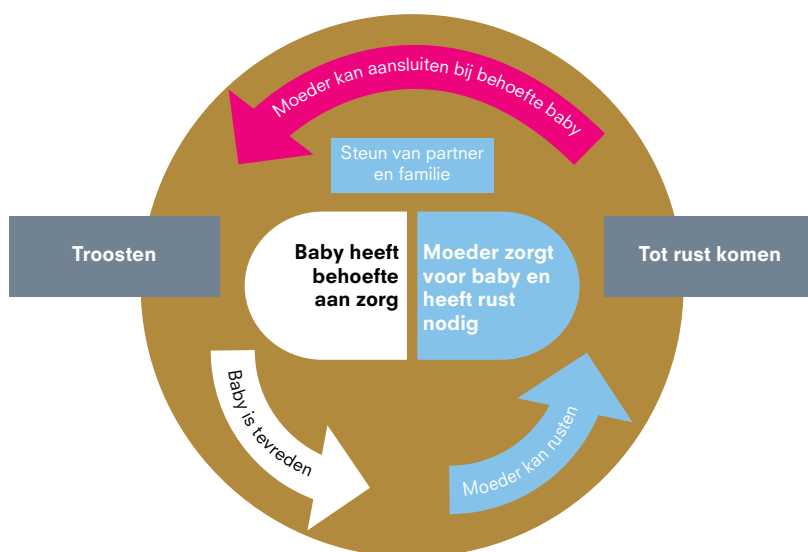 Moeder kan aansluiten bij behoefte baby
Steun van partner
en familie
Troosten
Baby heeft
behoefte
aan zorg
Moeder zorgt
voor baby en
heeft rust
nodig
Tot rust komen
Baby is tevreden
Moeder kan rusten